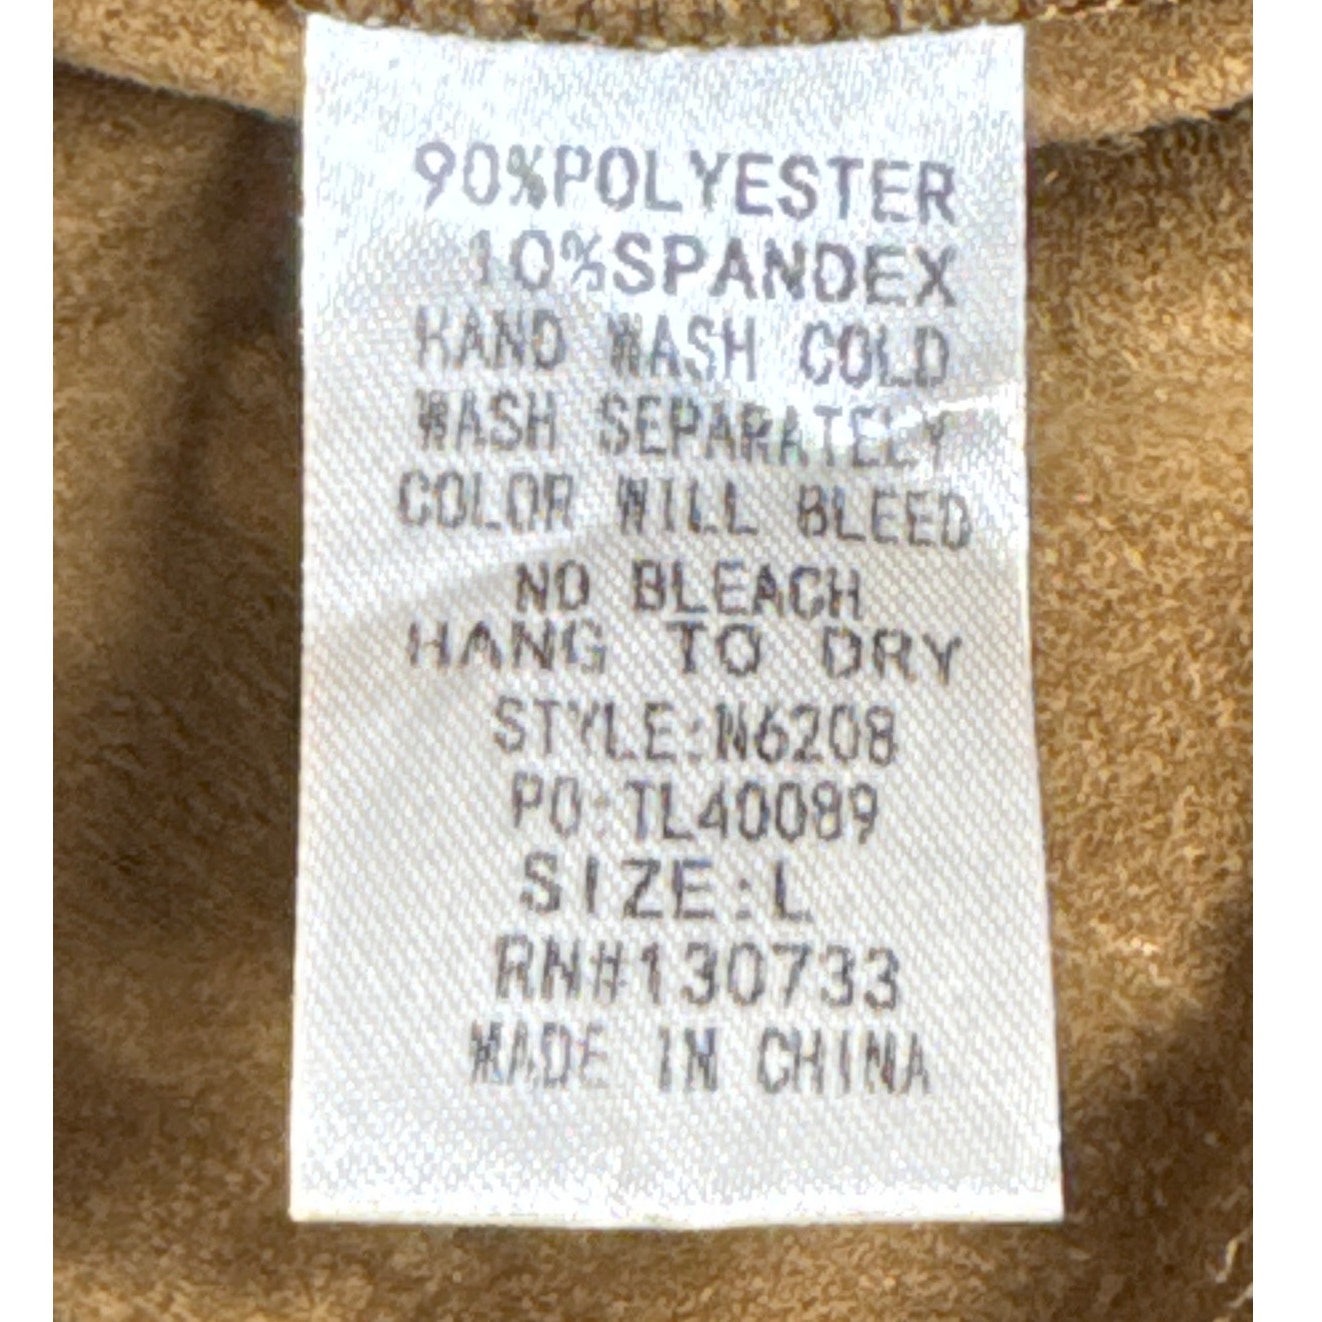 90%POLYESTER
10%SPANDEX
HAND WASH COLD
WASH SEPARATELY
COLOR WILL BLEED
NO BLEACH
HANG TO DRY
STYLE:N6208
PO:TL40089
SIZE:L
RN#130733
MADE IN CHINA